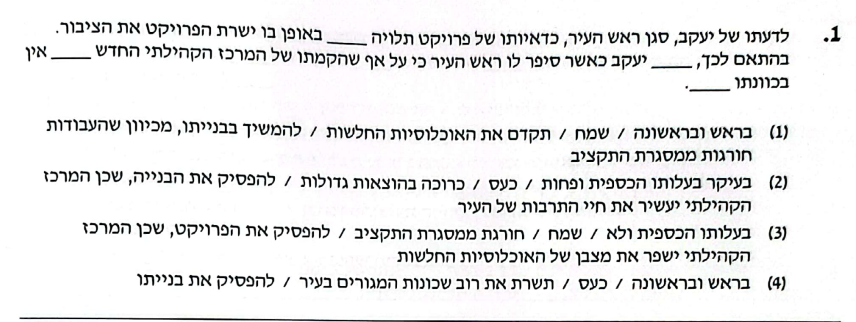 1. לדעתו של יעקב, סגן ראש העיר, כדאיותו של פרויקט תלויה _____ באופן בו ישרת הפרויקט את הציבור.
בהתאם לכך, _____ יעקב כאשר סיפר לו ראש העיר כי על אף שהקמתו של המרכז הקהילתי החדש _____ אין
בכוונתו _____.
(1) בראש ובראשונה / שמח / תקדם את האוכלוסיות החלשות / להמשיך בבנייתו, מכיוון שהעבודות
חורגות ממסגרת התקציב
(2) בעיקר בעלותו הכספית ופחות / כעס / כרוכה בהוצאות גדולות / להפסיק את הבנייה, שכן המרכז
הקהילתי יעשיר את חיי התרבות של העיר
(3) בעלותו הכספית ולא / שמח / חורגת ממסגרת התקציב / להפסיק את הפרויקט, שכן המרכז
הקהילתי ישפר את מצבן של האוכלוסיות החלשות
(4) בראש ובראשונה / כעס / תשרת את רוב שכונות המגורים בעיר / להפסיק את בנייתו